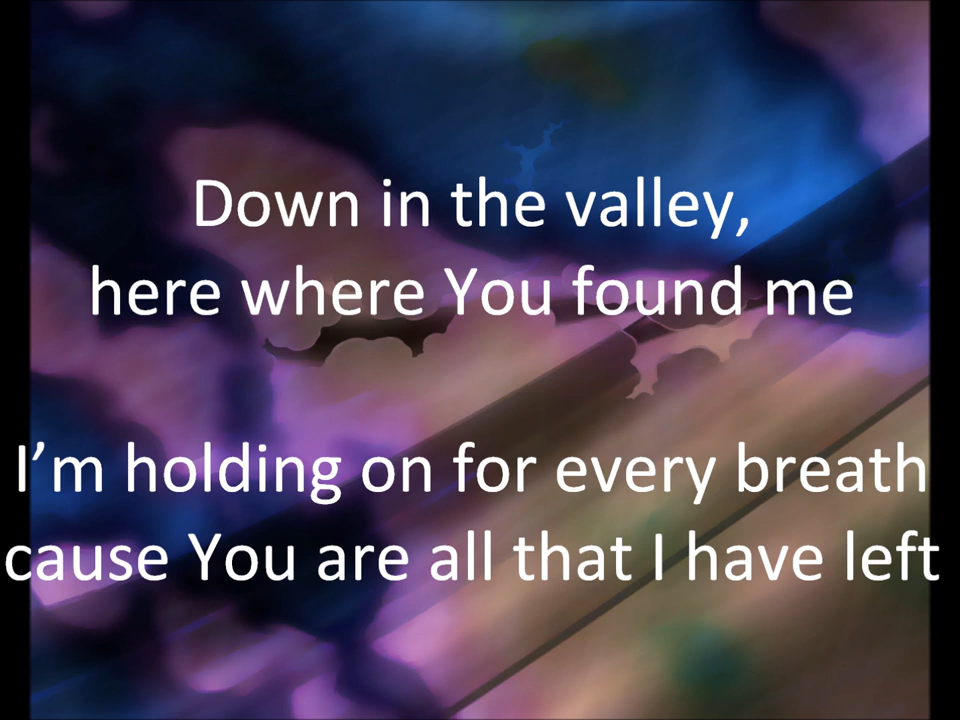 Down in the valley,
here where You found me
I’m holding on for every breath
cause You are all that I have left